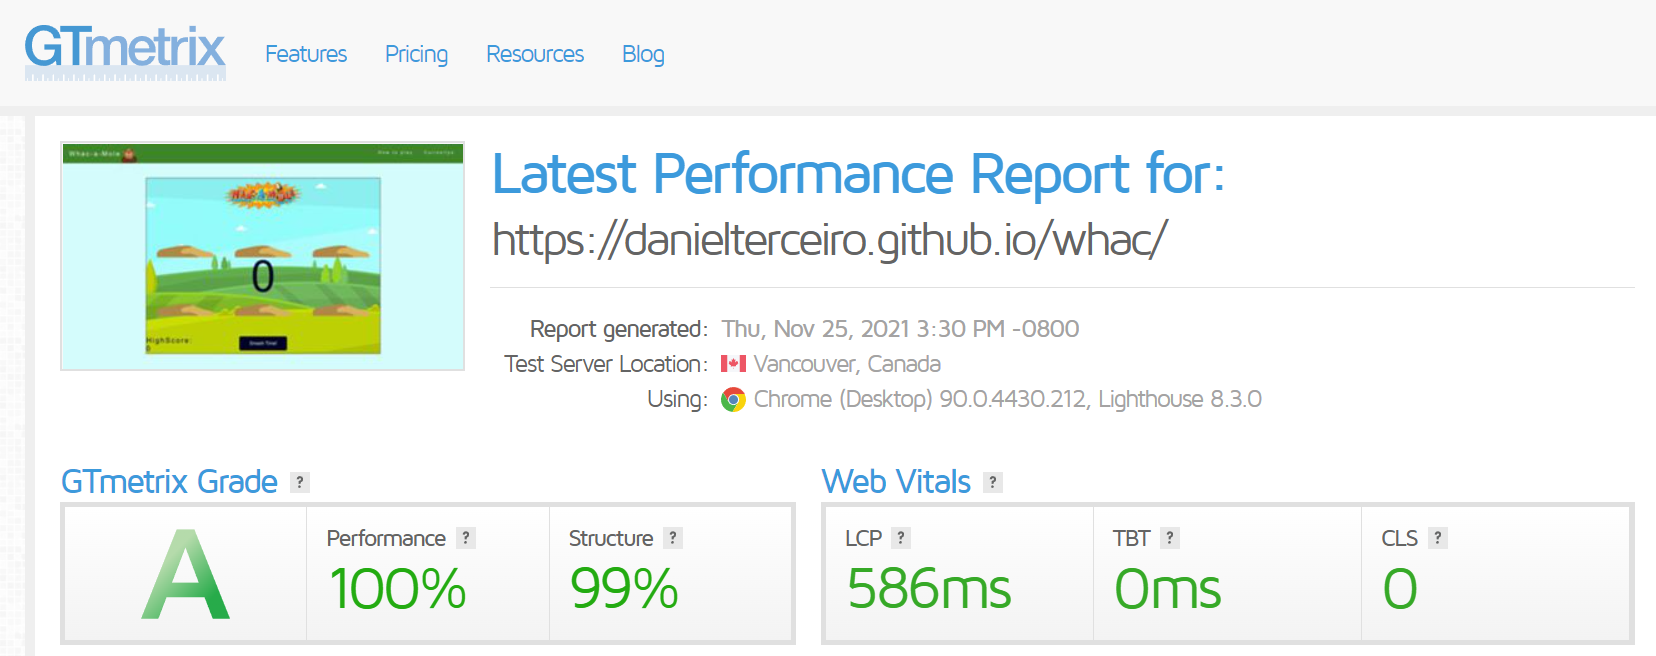 GTmetrix
Features Pricing Resources Blog
Whac-a-Mole How to play
0
HighScore:
0
Latest Performance Report for:
https://danielterceiro.github.io/whac/
Report generated: Thu, Nov 25, 2021 3:30 PM -0800
Test Server Location: Vancouver, Canada
Using: Chrome (Desktop) 90.0.4430.212, Lighthouse 8.3.0
GTmetrix Grade ?
A
Performance ?
100%
Structure ?
99%
Web Vitals ?
LCP ?
586ms
TBT ?
0ms
CLS ?
0